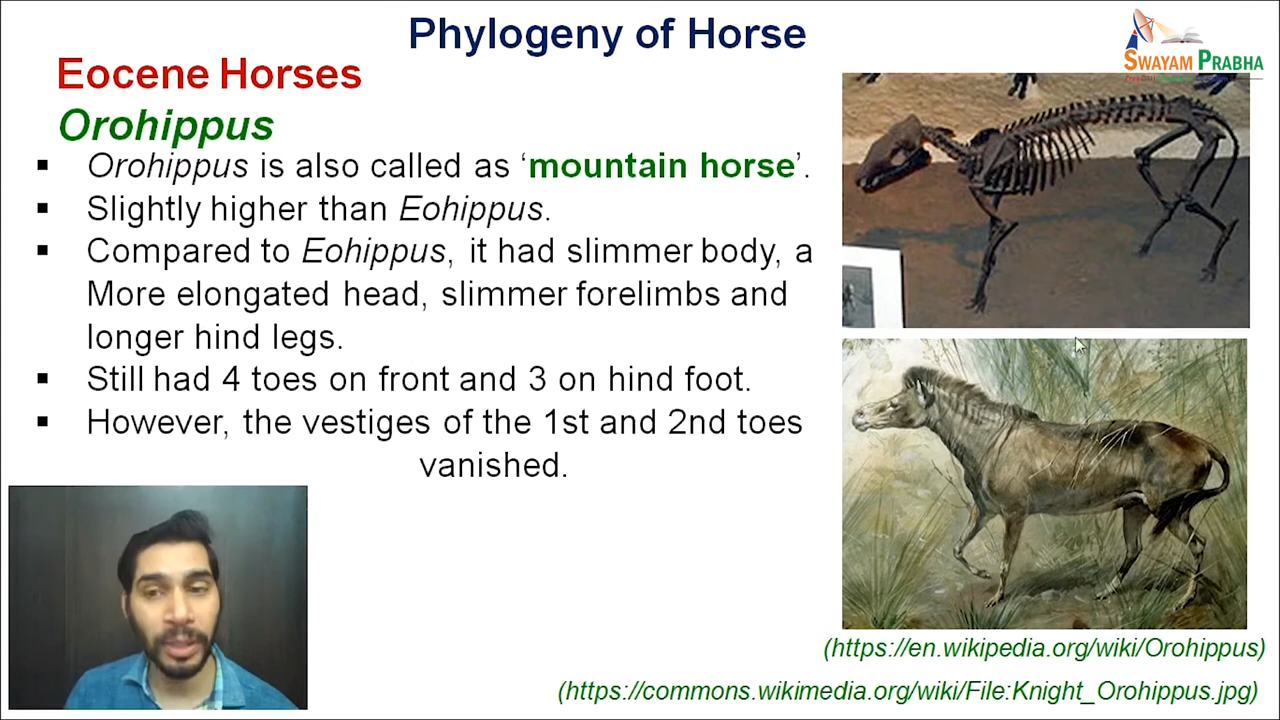 Phylogeny of Horse
SWAYAM PRABHA
Eocene Horses
Orohippus
▪ Orohippus is also called as ‘mountain horse’.
▪ Slightly higher than Eohippus.
▪ Compared to Eohippus, it had slimmer body, a
More elongated head, slimmer forelimbs and
longer hind legs.
▪ Still had 4 toes on front and 3 on hind foot.
▪ However, the vestiges of the 1st and 2nd toes
vanished.
(https://en.wikipedia.org/wiki/Orohippus)
(https://commons.wikimedia.org/wiki/File:Knight_Orohippus.jpg)